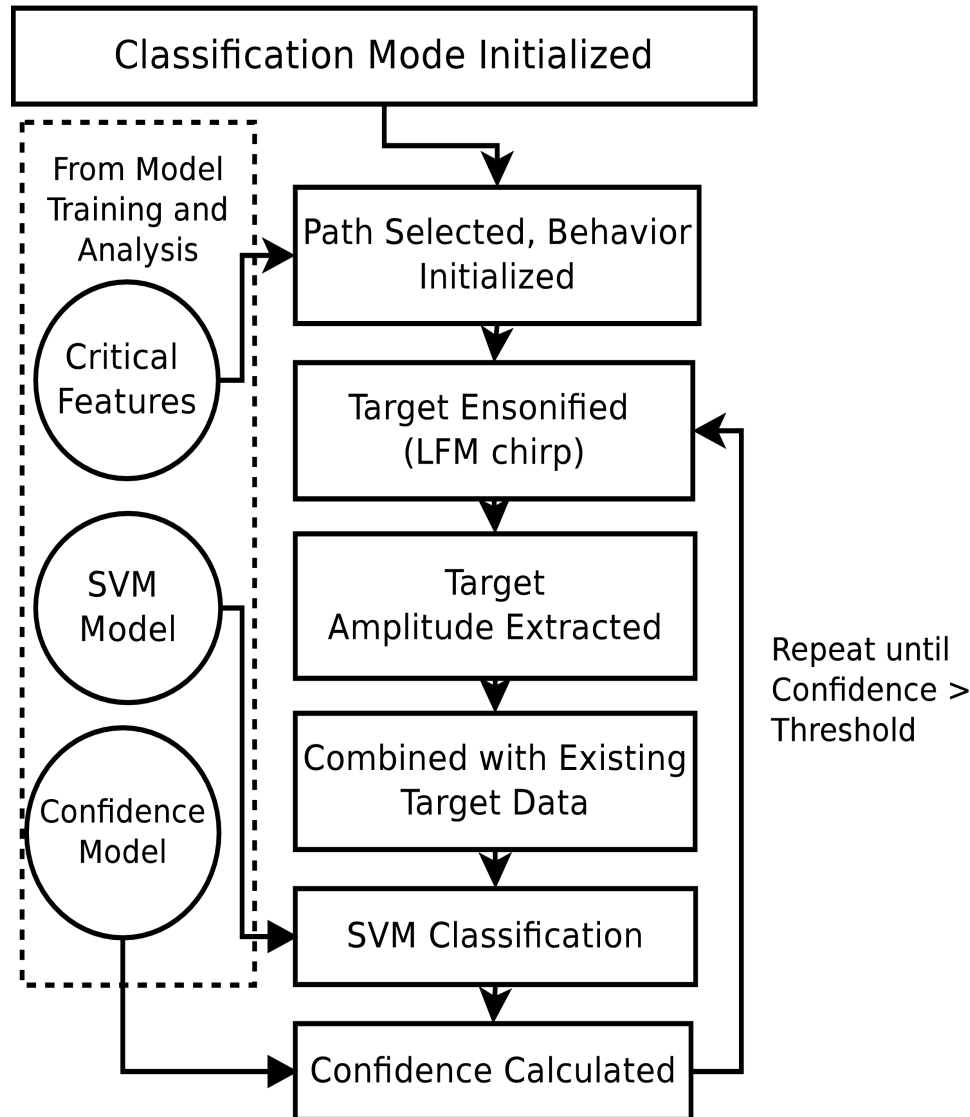 Classification Mode Initialized
From Model
Training and
Analysis
Critical
Features
SVM
Model
Confidence
Model
Path Selected, Behavior
Initialized
Target Ensonified
(LFM chirp)
Target
Amplitude Extracted
Combined with Existing
Target Data
SVM Classification
Confidence Calculated
Repeat until
Confidence >
Threshold